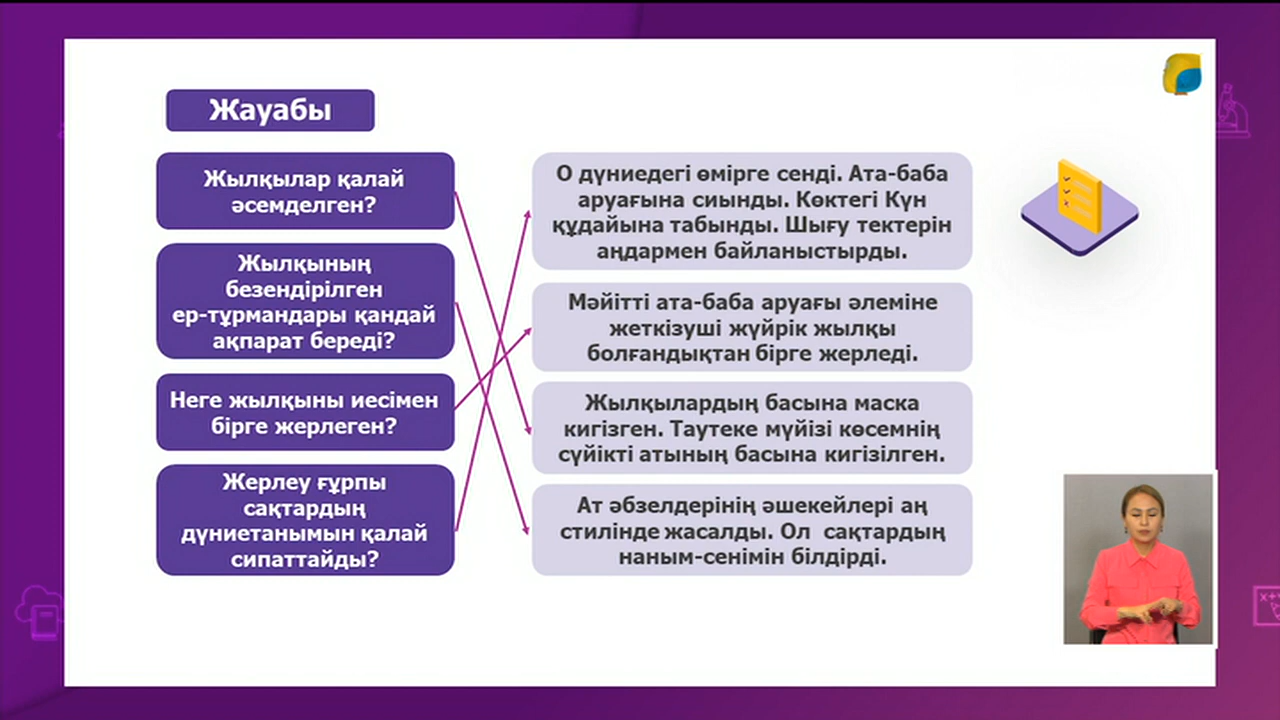 Жауабы
Жылқылар қалай
әсемделген?
Жылқының
безендірілген
ер-тұрмандары қандай
ақпарат береді?
Неге жылқыны иесімен
бірге жерлеген?
Жерлеу ғұрпы
сақтардың
дүниетанымын қалай
сипаттайды?
О дүниедегі өмірге сенді. Ата-баба
аруағына сиынды. Көктегі Күн
құдайына табынды. Шығу тектерін
аңдармен байланыстырды.
Мәйітті ата-баба аруағы әлеміне
жеткізуші жүйрік жылқы
болғандықтан бірге жерледі.
Жылқылардың басына маска
кигізген. Таутеке мүйізі көсемнің
сүйікті атының басына кигізілген.
Ат әбзелдерінің әшекейлері аң
стилінде жасалды. Ол сақтардың
наным-сенімін білдірді.